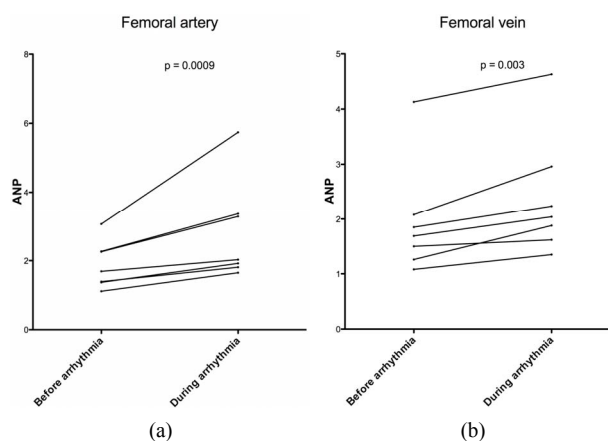 Femoral artery
p = 0.0009
8
6
4
2
0
ANP
Before arrhythmia
During arrhythmia
(a)
Femoral vein
p = 0.003
5
4
3
2
1
0
ANP
Before arrhythmia
During arrhythmia
(b)